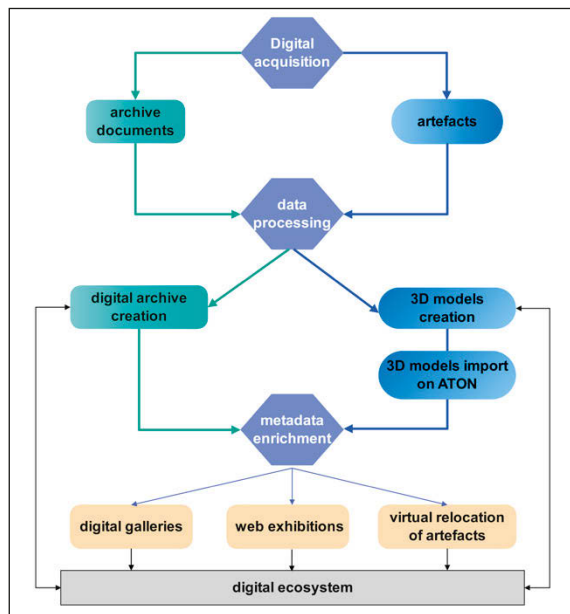 Digital
acquisition
archive
documents
artefacts
data
processing
digital archive
creation
3D models
creation
3D models import
on ATON
metadata
enrichment
digital galleries
web exhibitions
virtual relocation
of artefacts
digital ecosystem